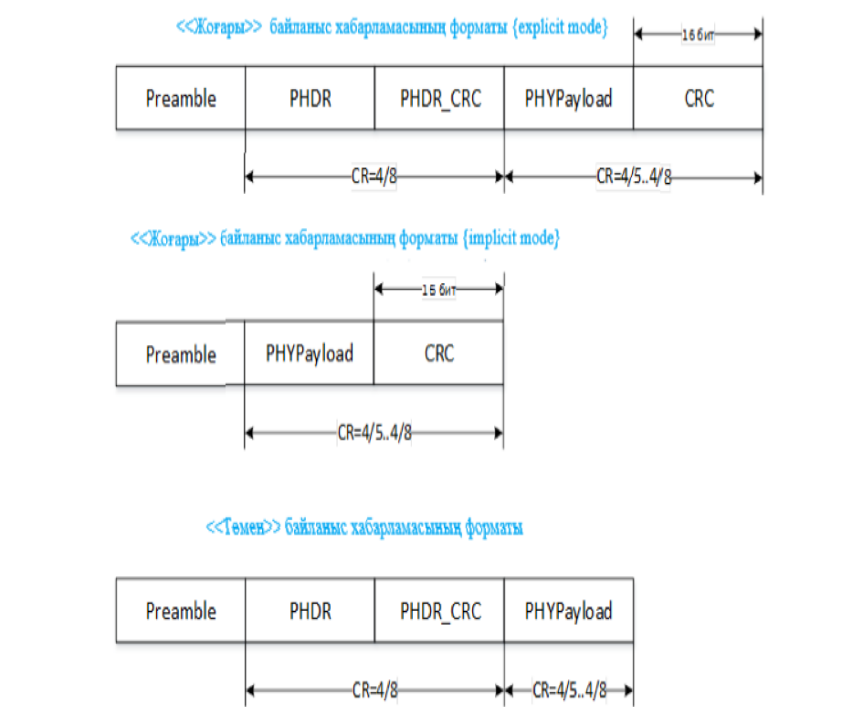 <<Жоғары>> байланыс хабарламасының форматы {explicit mode}
16 бит
Preamble PHDR PHDR_CRC PHYPayload CRC
CR=4/8 CR=4/5..4/8
<<Жоғары>> байланыс хабарламасының форматы {implicit mode}
16 бит
Preamble PHYPayload CRC
CR=4/5..4/8
<<Төмен>> байланыс хабарламасының форматы
Preamble PHDR PHDR_CRC PHYPayload
CR=4/8 CR=4/5..4/8